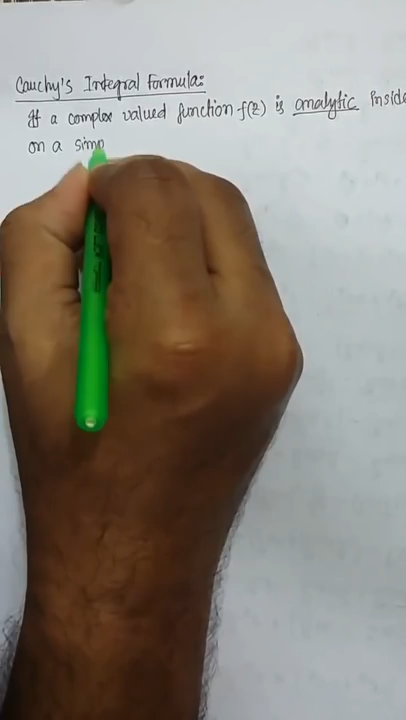 Cauchy's Integral Formula:
If a complex valued function f(z) is analytic inside
on a simp